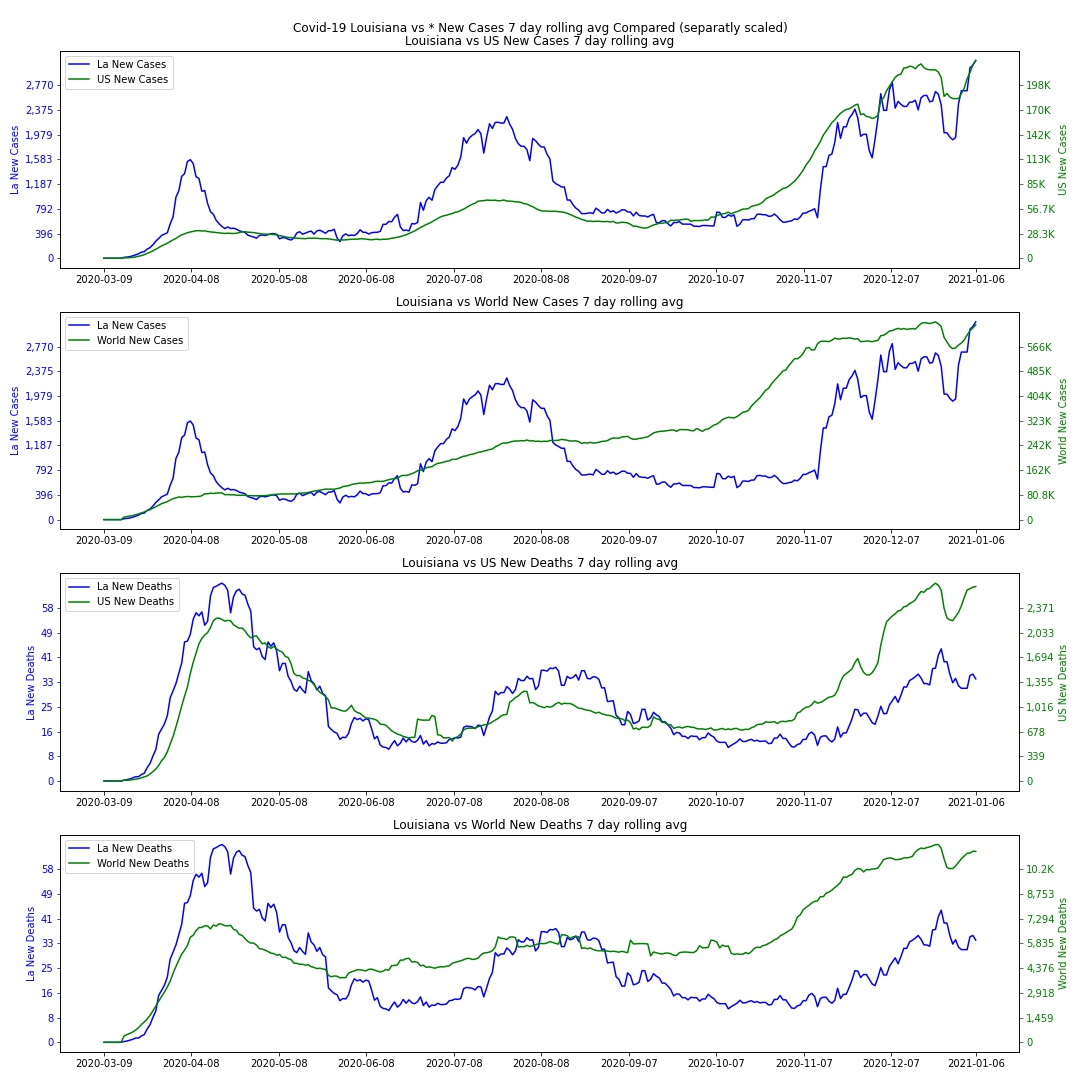 Covid-19 Louisiana vs * New Cases 7 day rolling avg Compared (separatly scaled)
Louisiana vs US New Cases 7 day rolling avg
La New Cases
US New Cases
2,770
2,375
1,979
1,583
1,187
792
396
0
La New Cases
198K
170K
142K
113K
85K
56.7K
28.3K
0
US New Cases
2020-03-09 2020-04-08 2020-05-08 2020-06-08 2020-07-08 2020-08-08 2020-09-07 2020-10-07 2020-11-07 2020-12-07 2021-01-06
Louisiana vs World New Cases 7 day rolling avg
La New Cases
World New Cases
2,770
2,375
1,979
1,583
1,187
792
396
0
La New Cases
566K
485K
404K
323K
242K
162K
80.8K
0
World New Cases
2020-03-09 2020-04-08 2020-05-08 2020-06-08 2020-07-08 2020-08-08 2020-09-07 2020-10-07 2020-11-07 2020-12-07 2021-01-06
Louisiana vs US New Deaths 7 day rolling avg
La New Deaths
US New Deaths
58
49
41
33
25
16
8
0
La New Deaths
2,371
2,033
1,694
1,355
1,016
678
339
0
US New Deaths
2020-03-09 2020-04-08 2020-05-08 2020-06-08 2020-07-08 2020-08-08 2020-09-07 2020-10-07 2020-11-07 2020-12-07 2021-01-06
Louisiana vs World New Deaths 7 day rolling avg
La New Deaths
World New Deaths
58
49
41
33
25
16
8
0
La New Deaths
10.2K
8,753
7,294
5,835
4,376
2,918
1,459
0
World New Deaths
2020-03-09 2020-04-08 2020-05-08 2020-06-08 2020-07-08 2020-08-08 2020-09-07 2020-10-07 2020-11-07 2020-12-07 2021-01-06